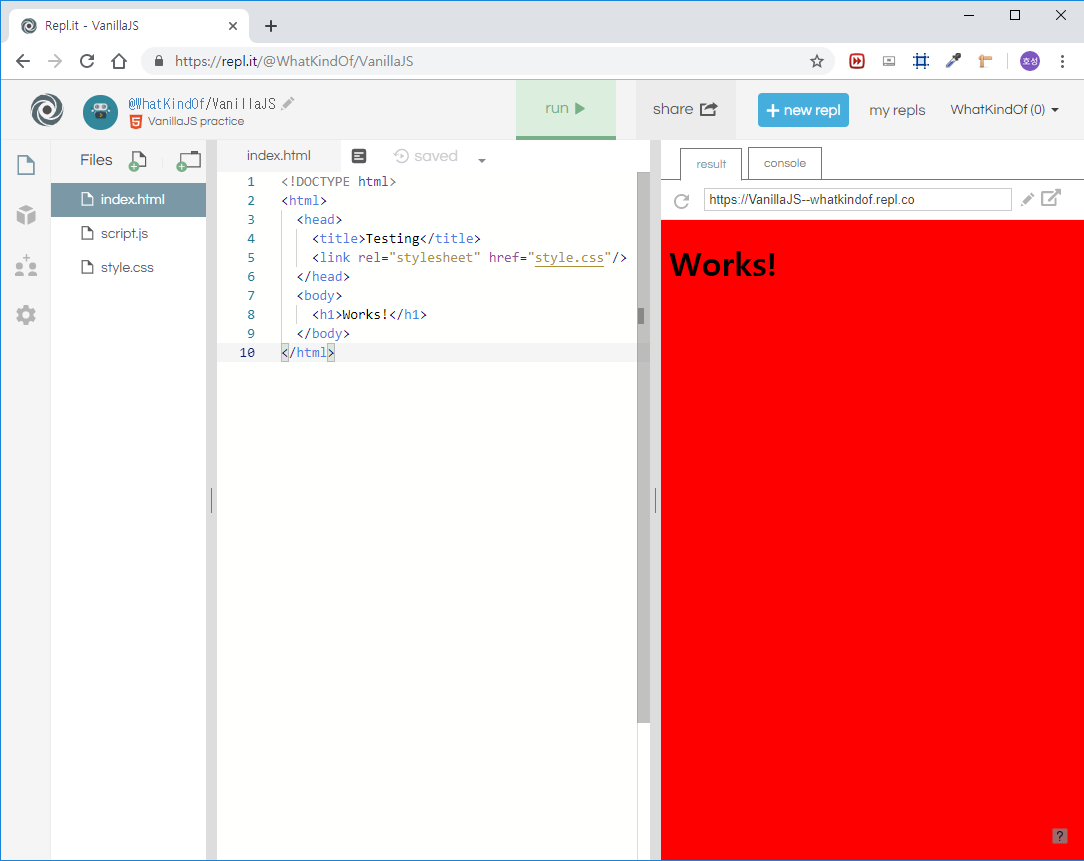 Repl.it - VanillaJS
https://repl.it/@WhatKindOf/VanillaJS
호성
@WhatKindOf/VanillaJS
VanillaJS practice
run
share
new repl
my repls
WhatKindOf (0)
Files
index.html
script.js
style.css
index.html
saved
1 <!DOCTYPE html>
2 <html>
3 <head>
4 <title>Testing</title>
5 <link rel="stylesheet" href="style.css"/>
6 </head>
7 <body>
8 <h1>Works!</h1>
9 </body>
10 </html>
result
console
https://VanillaJS--whatkindof.repl.co
Works!
?